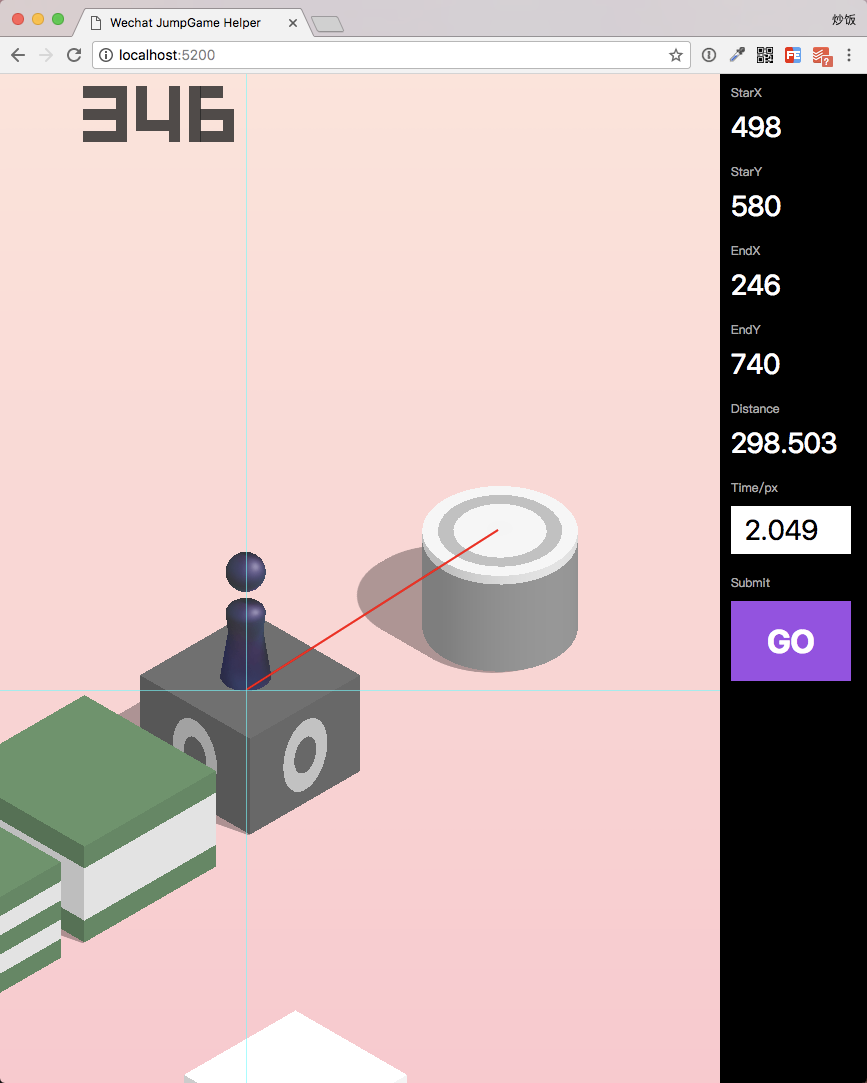 Wechat JumpGame Helper
炒饭
localhost:5200
346
StarX
498
StarY
580
EndX
246
EndY
740
Distance
298.503
Time/px
2.049
Submit
GO